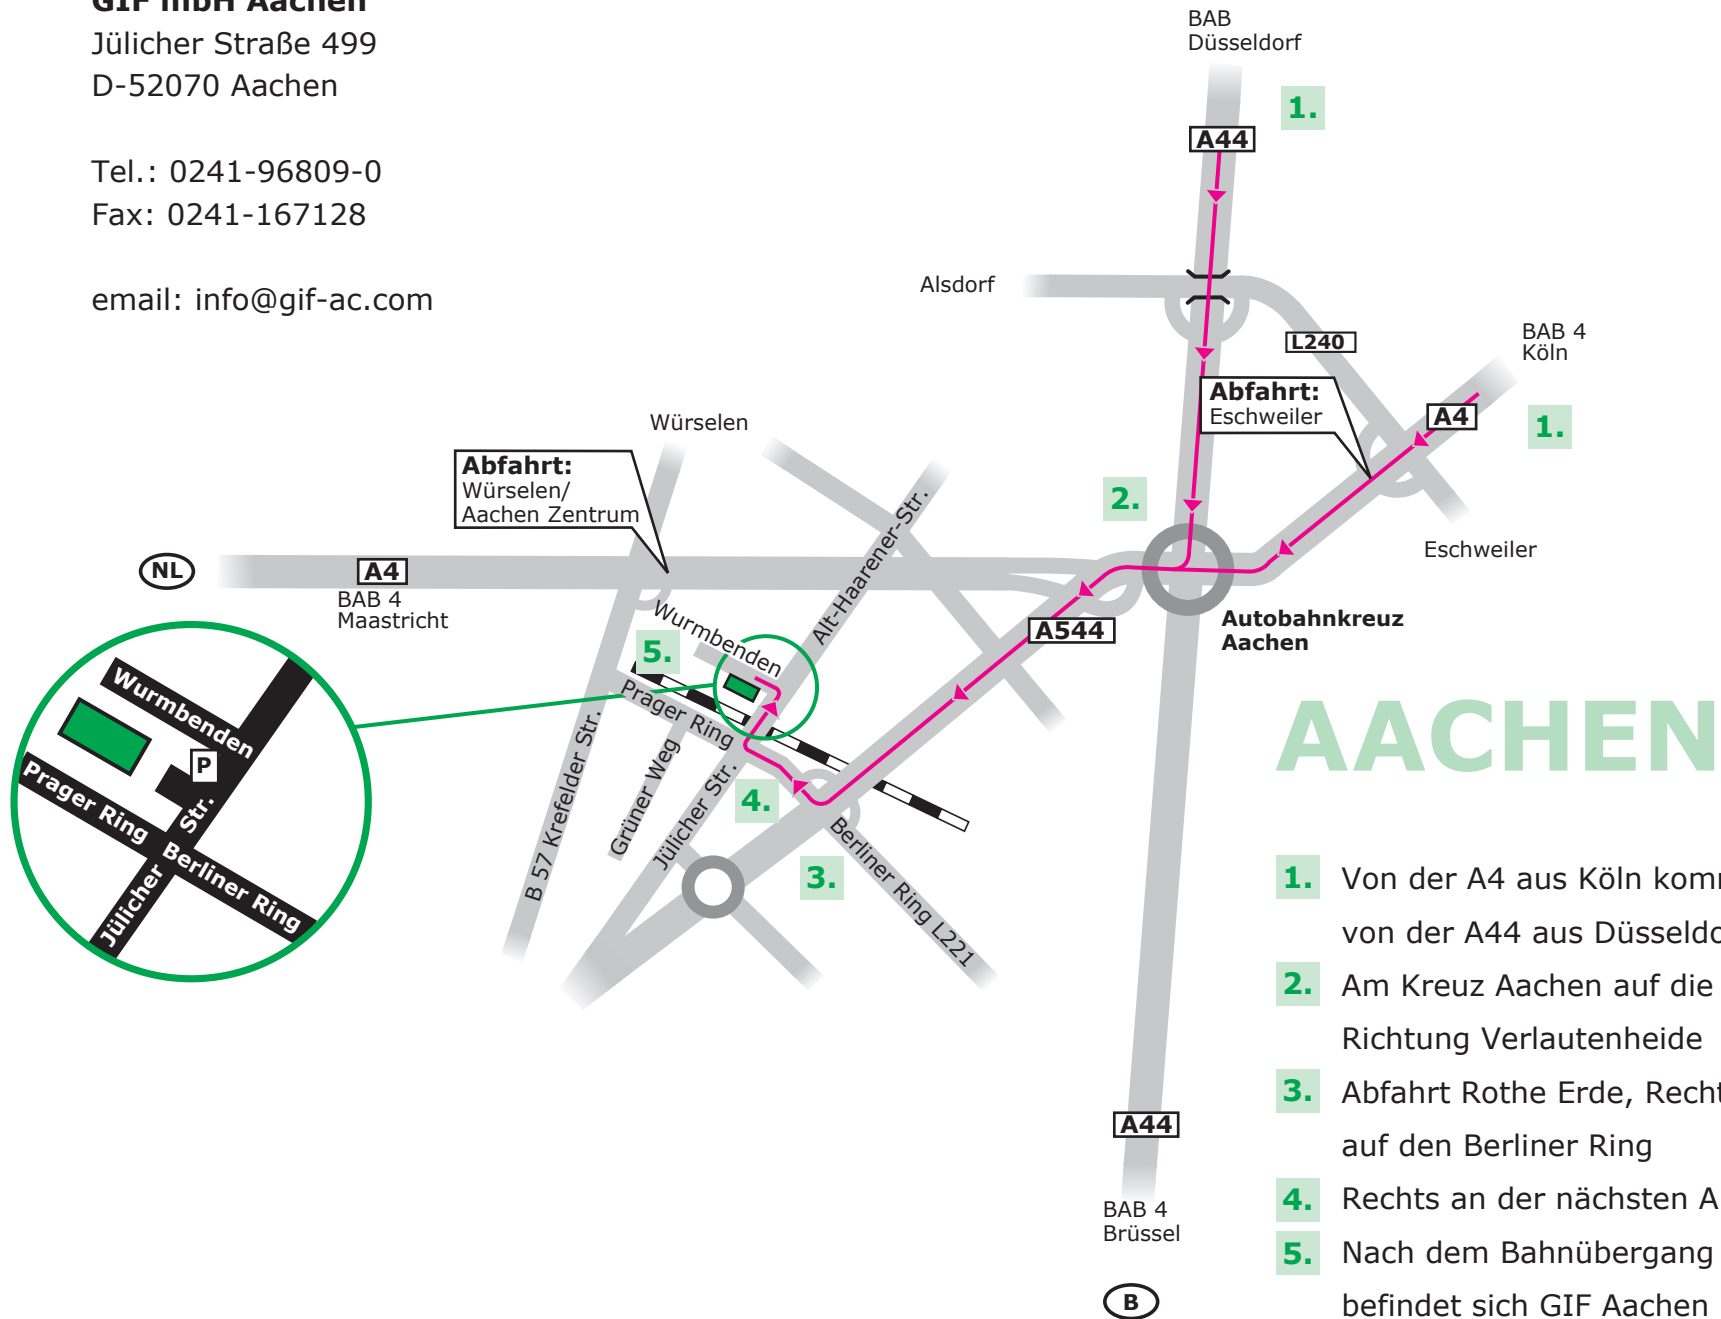 GIF mbH Aachen
Jülicher Straße 499
D-52070 Aachen
Tel.: 0241-96809-0
Fax: 0241-167128
email: info@gif-ac.com
BAB
Düsseldorf
1.
A44
Alsdorf
L240
BAB 4
Köln
Abfahrt:
Eschweiler
A4
1.
Würselen
Abfahrt:
Würselen/
Aachen Zentrum
2.
Alt-Haarener-Str.
Eschweiler
NL
A4
BAB 4
Maastricht
Wurmbenden
A544
Autobahnkreuz
Aachen
5.
Prager Ring
B 57 Krefelder Str.
Grüner Weg
Jülicher Str.
4.
3.
Berliner Ring L221
Wurmbenden
P
Prager Ring
Jülicher Str.
Berliner Ring
A44
BAB 4
Brüssel
B
AACHEN
1. Von der A4 aus Köln
von der A44 aus
2. Am Kreuz Aachen auf die
Richtung Verlautenheide
3. Abfahrt Rothe Erde,
auf den Berliner Ring
4. Rechts an der nächsten
5. Nach dem Bahnübergang
befindet sich GIF Aachen